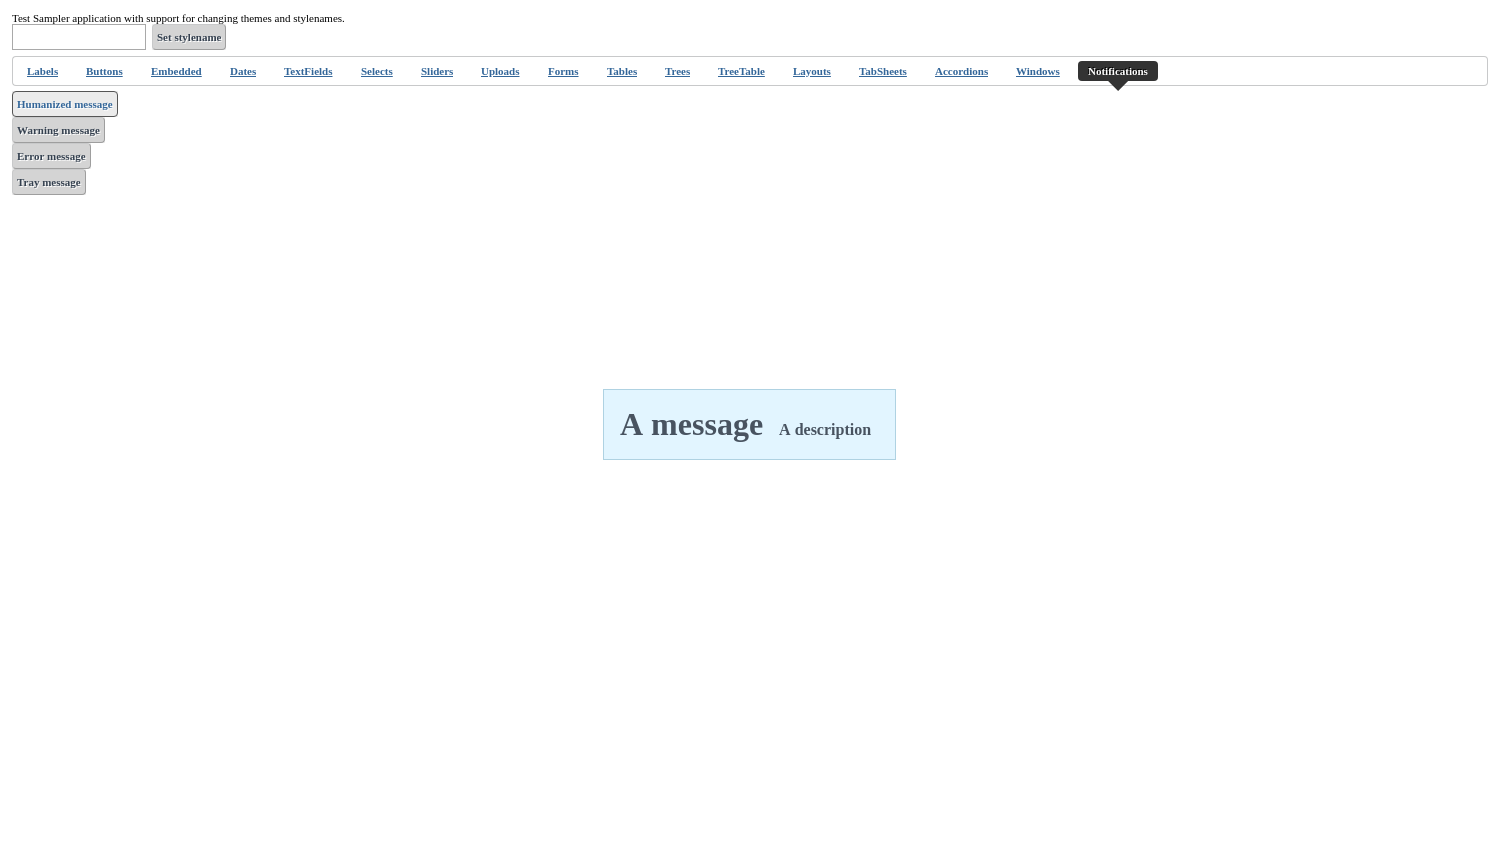 Test Sampler application with support for changing themes and stylenames.
Set stylename
Labels Buttons Embedded Dates TextFields Selects Sliders Uploads Forms Tables Trees TreeTable Layouts TabSheets Accordions Windows Notifications
Humanized message
Warning message
Error message
Tray message
A message A description